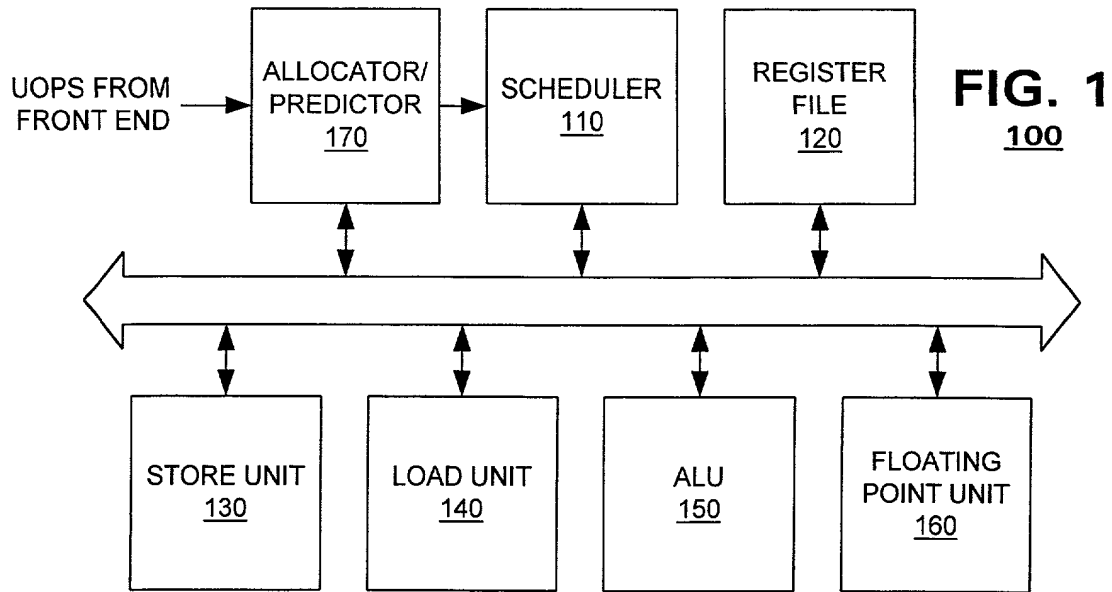 UOPS FROM
FRONT END
ALLOCATOR/
PREDICTOR
170
SCHEDULER
110
REGISTER
FILE
120
FIG. 1
100
STORE UNIT
130
LOAD UNIT
140
ALU
150
FLOATING
POINT UNIT
160